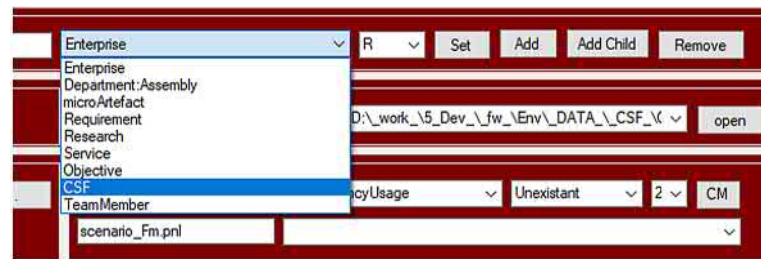 Enterprise R Set Add Add Child Remove
Enterprise
Department:Assembly
microArtefact
Requirement
D:\_work_\5_Dev_\_fw_\Env\_DATA_\_CSF_\ open
Research
Service
Objective
CSF
ncyUsage Unexistant 2 CM
TeamMember
scenario_Fm.pnl